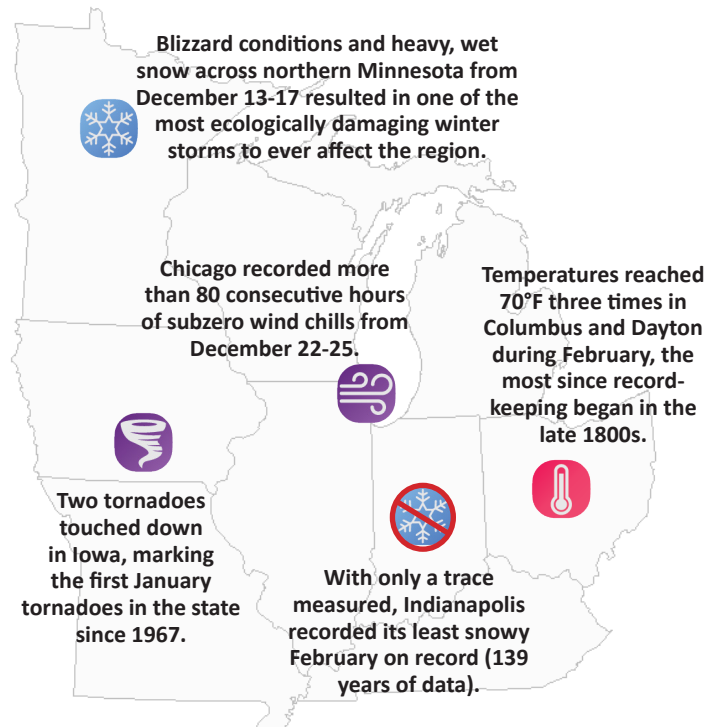 Blizzard conditions and heavy, wet
snow across northern Minnesota from
December 13-17 resulted in one of the
most ecologically damaging winter
storms to ever affect the region.
Chicago recorded more
than 80 consecutive hours
of subzero wind chills from
December 22-25.
Temperatures reached
70°F three times in
Columbus and Dayton
during February, the
most since record-
keeping began in the
late 1800s.
Two tornadoes
touched down
in Iowa, marking
the first January
tornadoes in the state
since 1967.
With only a trace
measured, Indianapolis
recorded its least snowy
February on record (139
years of data).